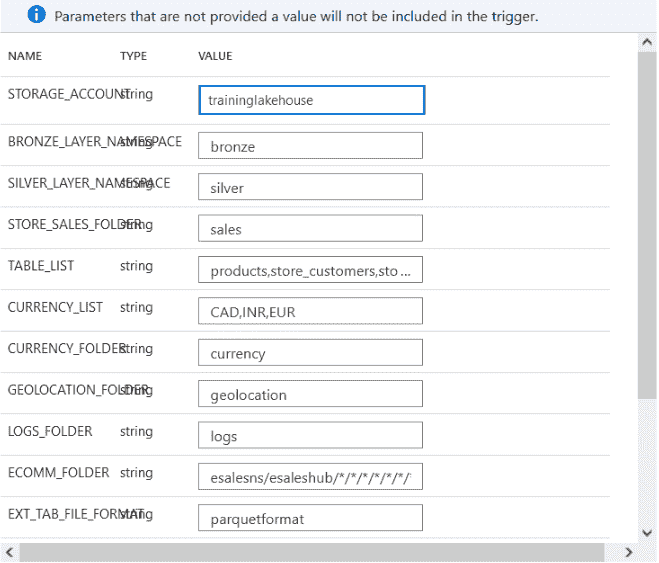 Parameters that are not provided a value will not be included in the trigger.
NAME TYPE VALUE
STORAGE_ACCOUNT string traininglakehouse
BRONZE_LAYER_NAMESPACE string bronze
SILVER_LAYER_NAMESPACE string silver
STORE_SALES_FOLDER string sales
TABLE_LIST string products,store_customers,sto ...
CURRENCY_LIST string CAD,INR,EUR
CURRENCY_FOLDER string currency
GEOLOCATION_FOLDER string geolocation
LOGS_FOLDER string logs
ECOMM_FOLDER string esalesns/esaleshub/*/*/*/*/*/*/
EXT_TAB_FILE_FORMAT string parquetformat